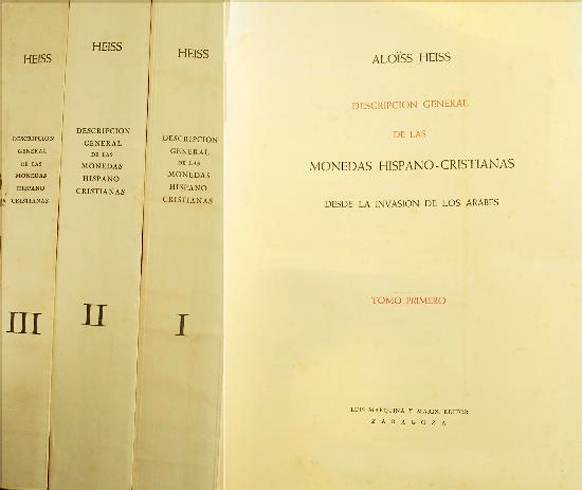 HEISS
DESCRIPCION
GENERAL
DE LAS
MONEDAS
HISPANO
CRISTIANAS
III
HEISS
DESCRIPCION
GENERAL
DE LAS
MONEDAS
HISPANO
CRISTIANAS
II
HEISS
DESCRIPCION
GENERAL
DE LAS
MONEDAS
HISPANO
CRISTIANAS
I
ALOÏSS HEISS
DESCRIPCION GENERAL
DE LAS
MONEDAS HISPANO-CRISTIANAS
DESDE LA INVASION DE LOS ARABES
TOMO PRIMERO
LUIS MARQUINA Y MARIN, EDITOR
ZARAGOZA